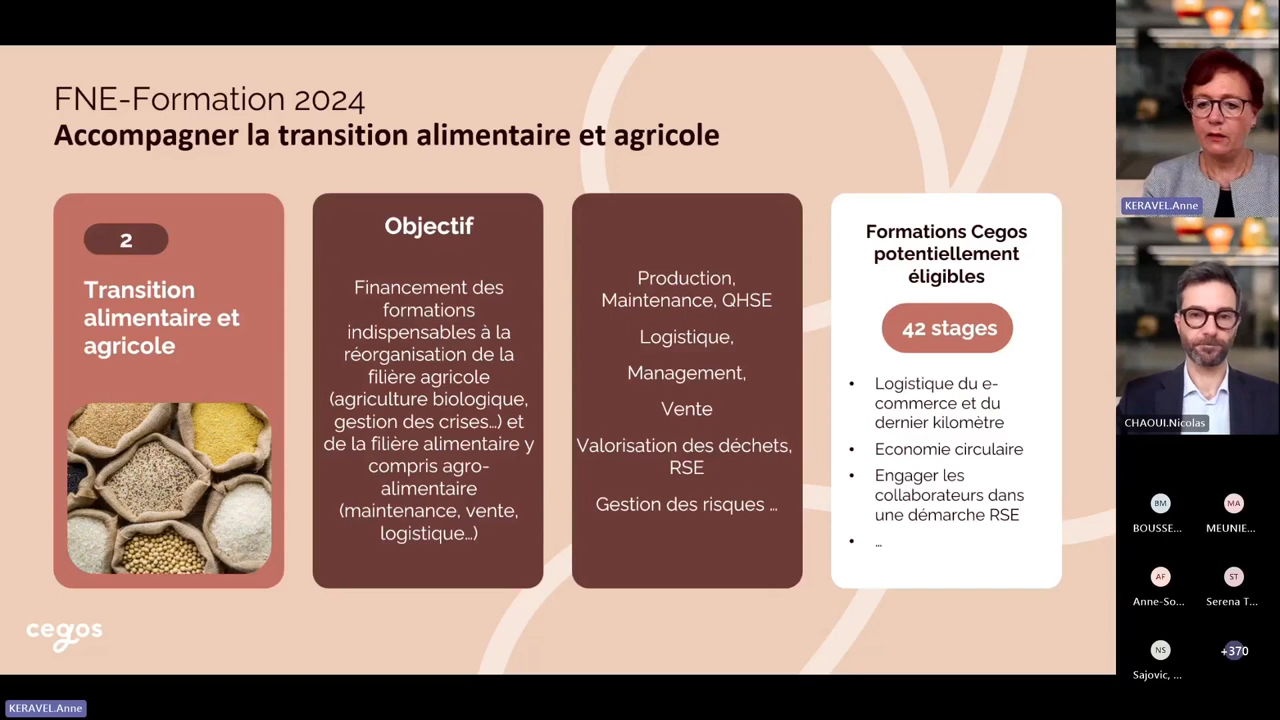 FNE-Formation 2024
Accompagner la transition alimentaire et agricole
2
Transition
alimentaire et
agricole
Objectif
Financement des
formations
indispensables à la
réorganisation de la
filière agricole
(agriculture biologique,
gestion des crises…) et
de la filière alimentaire y
compris agro-
alimentaire
(maintenance, vente,
logistique…)
Production,
Maintenance, QHSE
Logistique,
Management,
Vente
Valorisation des déchets,
RSE
Gestion des risques …
Formations Cegos
potentiellement
éligibles
42 stages
• Logistique du e-
commerce et du
dernier kilomètre
• Economie circulaire
• Engager les
collaborateurs dans
une démarche RSE
• …
cegos
KERAVEL.Anne
KERAVEL.Anne
CHAOUI.Nicolas
BM
BOUSSE...
MA
MEUNIE...
AF
Anne-So...
ST
Serena T...
NS
Sajovic, ...
+370